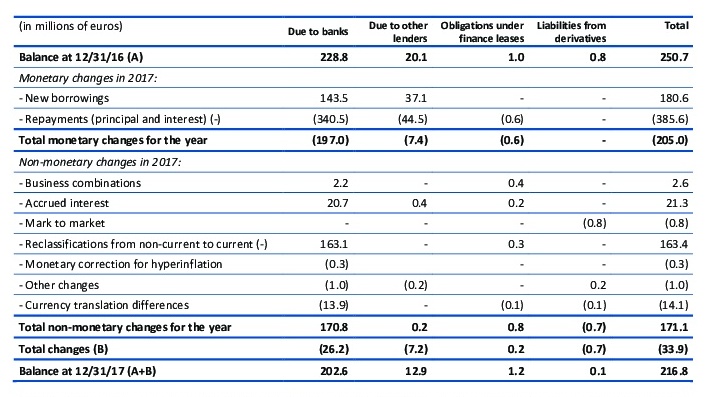 (in millions of euros) Due to banks Due to other lenders Obligations under finance leases Liabilities from derivatives Total
Balance at 12/31/16 (A) 228.8 20.1 1.0 0.8 250.7
Monetary changes in 2017:
- New borrowings 143.5 37.1 - - 180.6
- Repayments (principal and interest) (-) (340.5) (44.5) (0.6) - (385.6)
Total monetary changes for the year (197.0) (7.4) (0.6) - (205.0)
Non-monetary changes in 2017:
- Business combinations 2.2 - 0.4 - 2.6
- Accrued interest 20.7 0.4 0.2 - 21.3
- Mark to market - - - (0.8) (0.8)
- Reclassifications from non-current to current (-) 163.1 - 0.3 - 163.4
- Monetary correction for hyperinflation (0.3) - - (0.3)
- Other changes (1.0) (0.2) - 0.2 (1.0)
- Currency translation differences (13.9) - (0.1) (0.1) (14.1)
Total non-monetary changes for the year 170.8 0.2 0.8 (0.7) 171.1
Total changes (B) (26.2) (7.2) 0.2 (0.7) (33.9)
Balance at 12/31/17 (A+B) 202.6 12.9 1.2 0.1 216.8